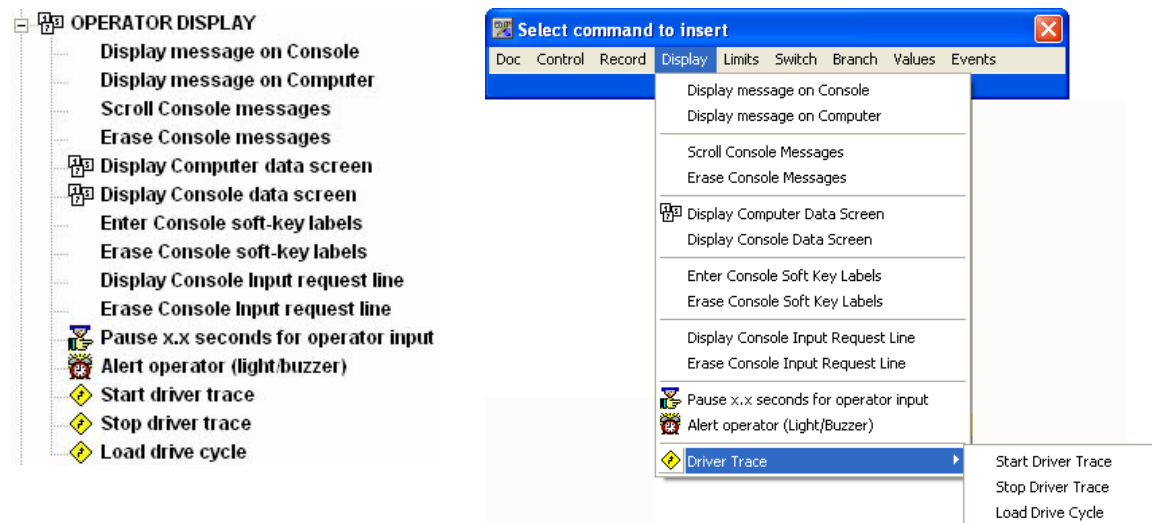 OPERATOR DISPLAY
Display message on Console
Display message on Computer
Scroll Console messages
Erase Console messages
Display Computer data screen
Display Console data screen
Enter Console soft-key labels
Erase Console soft-key labels
Display Console Input request line
Erase Console Input request line
Pause x.x seconds for operator input
Alert operator (light/buzzer)
Start driver trace
Stop driver trace
Load drive cycle
Select command to insert
Doc Control Record Display Limits Switch Branch Values Events
Display message on Console
Display message on Computer
Scroll Console Messages
Erase Console Messages
Display Computer Data Screen
Display Console Data Screen
Enter Console Soft Key Labels
Erase Console Soft Key Labels
Display Console Input Request Line
Erase Console Input Request Line
Pause x.x seconds for operator input
Alert operator (Light/Buzzer)
Driver Trace
Start Driver Trace
Stop Driver Trace
Load Drive Cycle